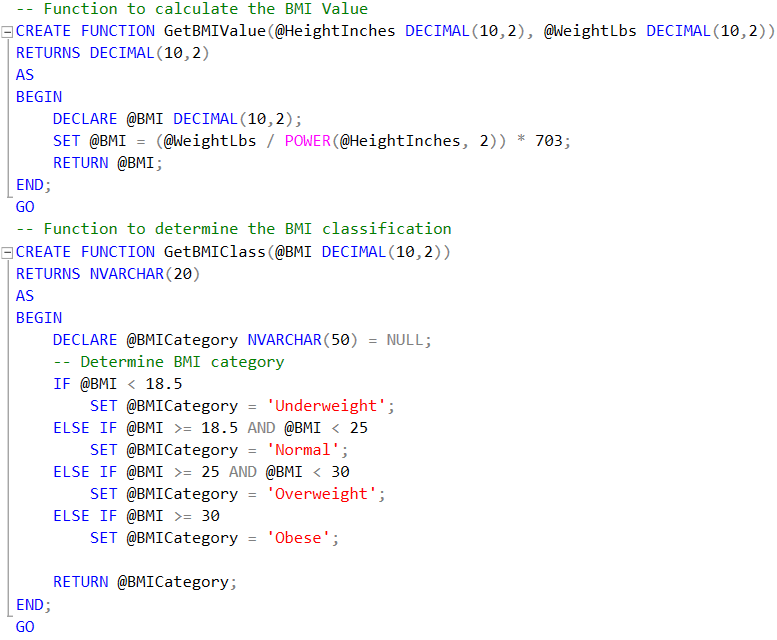 -- Function to calculate the BMI Value
CREATE FUNCTION GetBMIValue(@HeightInches DECIMAL(10,2), @WeightLbs DECIMAL(10,2))
RETURNS DECIMAL(10,2)
AS
BEGIN
    DECLARE @BMI DECIMAL(10,2);
    SET @BMI = (@WeightLbs / POWER(@HeightInches, 2)) * 703;
    RETURN @BMI;
END;
GO
-- Function to determine the BMI classification
CREATE FUNCTION GetBMIClass(@BMI DECIMAL(10,2))
RETURNS NVARCHAR(20)
AS
BEGIN
    DECLARE @BMICategory NVARCHAR(50) = NULL;
    -- Determine BMI category
    IF @BMI < 18.5
        SET @BMICategory = 'Underweight';
    ELSE IF @BMI >= 18.5 AND @BMI < 25
        SET @BMICategory = 'Normal';
    ELSE IF @BMI >= 25 AND @BMI < 30
        SET @BMICategory = 'Overweight';
    ELSE IF @BMI >= 30
        SET @BMICategory = 'Obese';

    RETURN @BMICategory;
END;
GO